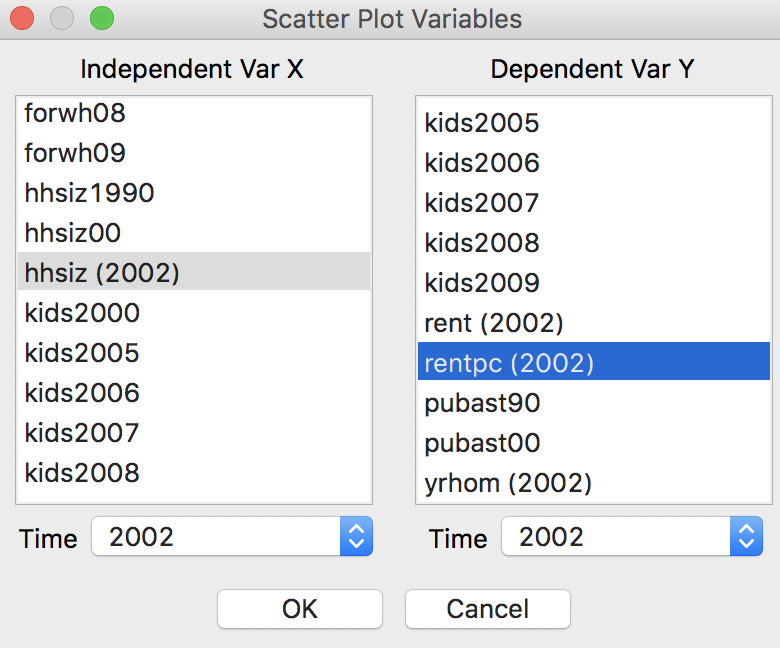 Scatter Plot Variables
Independent Var X
forwh08
forwh09
hhsiz1990
hhsiz00
hhsiz (2002)
kids2000
kids2005
kids2006
kids2007
kids2008
Time 2002
Dependent Var Y
kids2005
kids2006
kids2007
kids2008
kids2009
rent (2002)
rentpc (2002)
pubast90
pubast00
yrhom (2002)
Time 2002
OK
Cancel